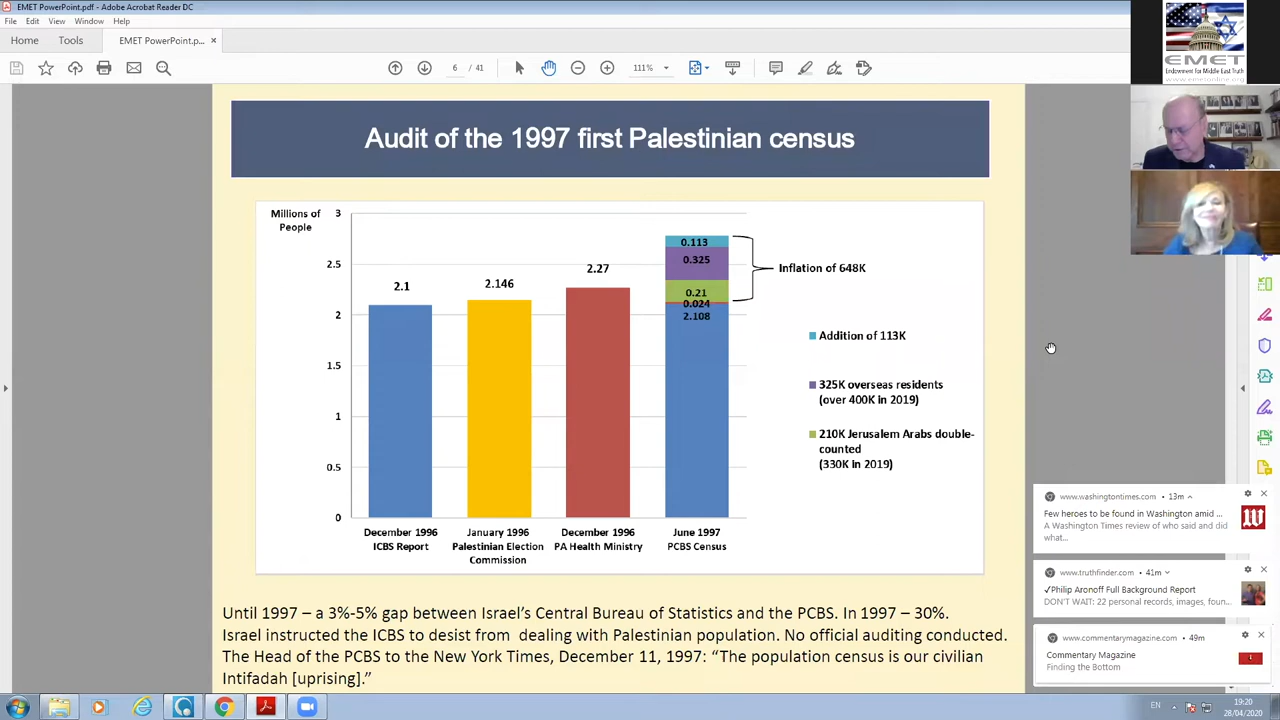 EMET PowerPoint.pdf - Adobe Acrobat Reader DC
File Edit View Window Help
Home Tools EMET PowerPoint.p... ×
6 111%
Audit of the 1997 first Palestinian census
Millions of
People
3
2.5
2
1.5
1
0.5
0
2.1
2.146
2.27
0.113
0.325
0.21
0.024
2.108
Inflation of 648K
Addition of 113K
325K overseas residents
(over 400K in 2019)
210K Jerusalem Arabs double-
counted
(330K in 2019)
December 1996
ICBS Report
January 1996
Palestinian Election
Commission
December 1996
PA Health Ministry
June 1997
PCBS Census
Until 1997 – a 3%-5% gap between Israel's Central Bureau of Statistics and the PCBS. In 1997 – 30%.
Israel instructed the ICBS to desist from dealing with Palestinian population. No official auditing conducted.
The Head of the PCBS to the New York Times, December 11, 1997: “The population census is our civilian
Intifadah [uprising].”
EMET
Endowment for Middle East Truth
www.emetonline.org
www.washingtontimes.com • 13m
Few heroes to be found in Washington amid ...
A Washington Times review of who said and did
what...
www.truthfinder.com • 41m
✓Philip Aronoff Full Background Report
DON'T WAIT: 22 personal records, images, foun...
www.commentarymagazine.com • 49m
Commentary Magazine
Finding the Bottom
EN
19:20
28/04/2020